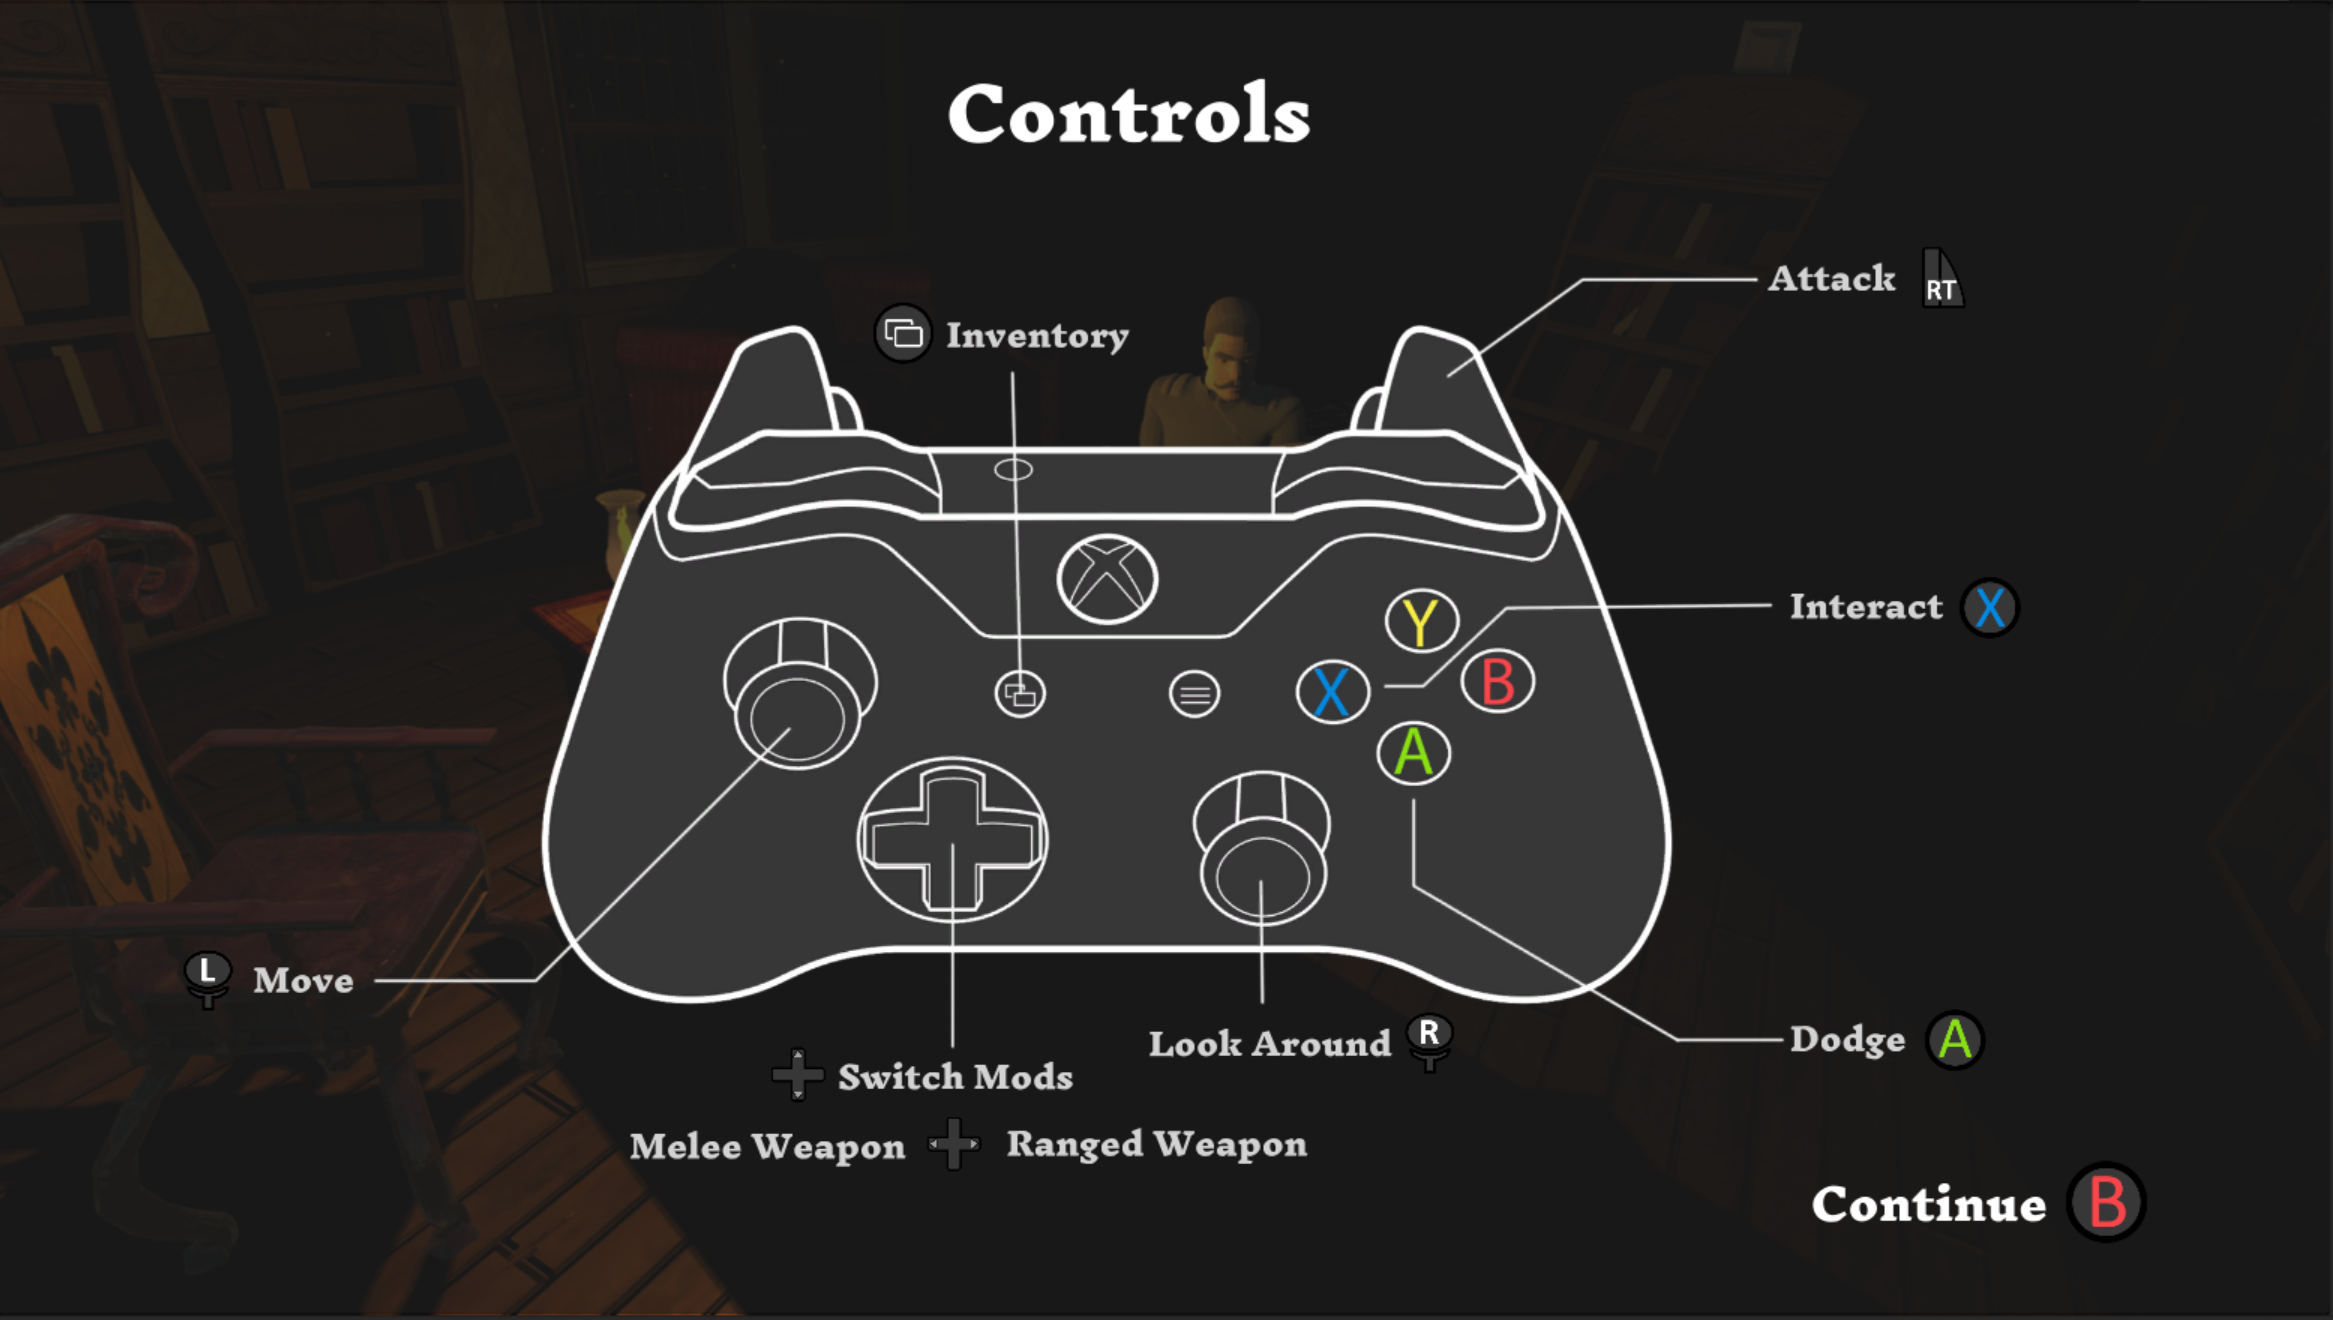 Controls
Attack RT
Inventory
Y
Interact X
X
B
A
L Move
Look Around R
Dodge A
Switch Mods
Melee Weapon Ranged Weapon
Continue B